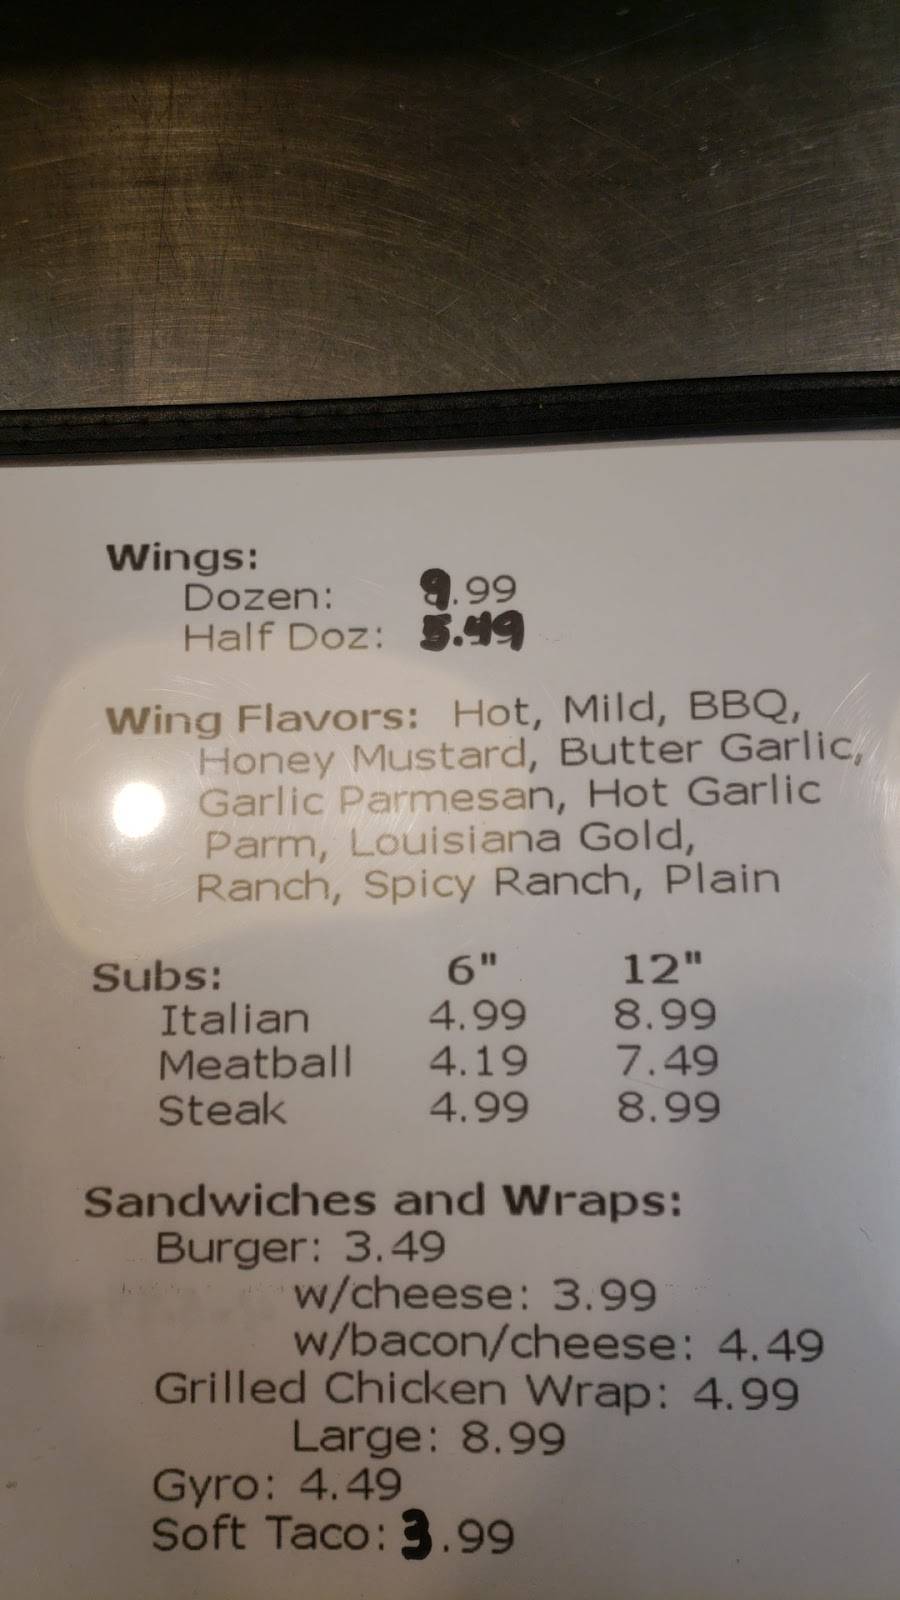 Wings:
Dozen: 9.99
Half Doz: 5.49
Wing Flavors: Hot, Mild, BBQ,
Honey Mustard, Butter Garlic,
Garlic Parmesan, Hot Garlic
Parm, Louisiana Gold,
Ranch, Spicy Ranch, Plain
Subs: 6" 12"
Italian 4.99 8.99
Meatball 4.19 7.49
Steak 4.99 8.99
Sandwiches and Wraps:
Burger: 3.49
w/cheese: 3.99
w/bacon/cheese: 4.49
Grilled Chicken Wrap: 4.99
Large: 8.99
Gyro: 4.49
Soft Taco: 3.99